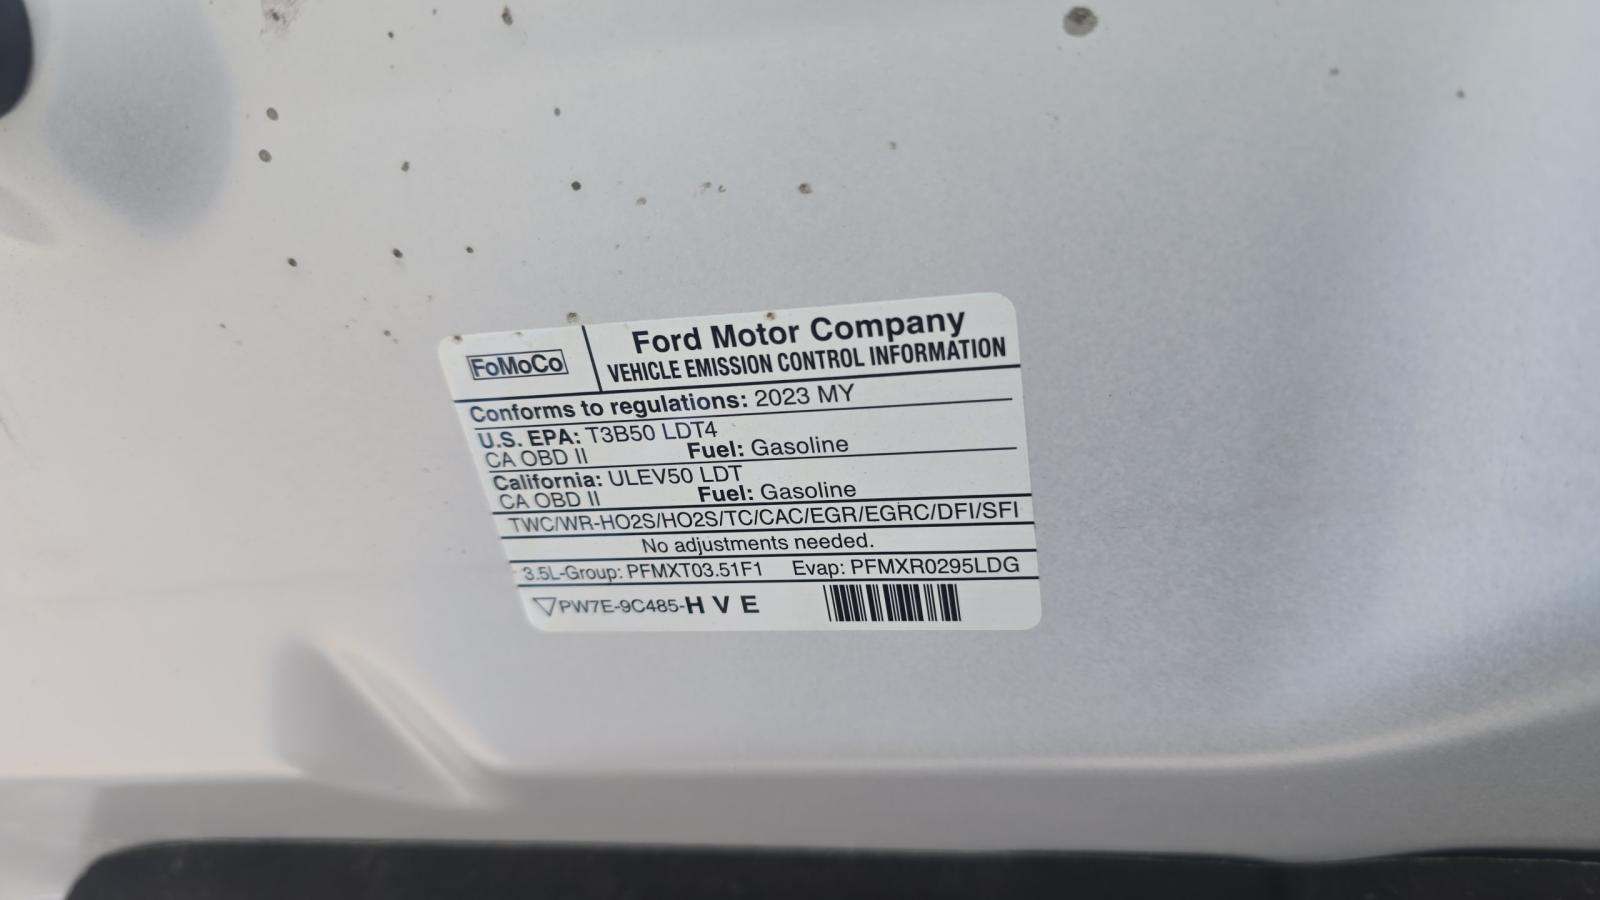 FoMoCo
Ford Motor Company
VEHICLE EMISSION CONTROL INFORMATION
Conforms to regulations: 2023 MY
U.S. EPA: T3B50 LDT4
CA OBD II Fuel: Gasoline
California: ULEV50 LDT
CA OBD II Fuel: Gasoline
TWC/WR-HO2S/HO2S/TC/CAC/EGR/EGRC/DFI/SFI
No adjustments needed.
3.5L-Group: PFMXT03.51F1 Evap: PFMXR0295LDG
PW7E-9C485-H V E